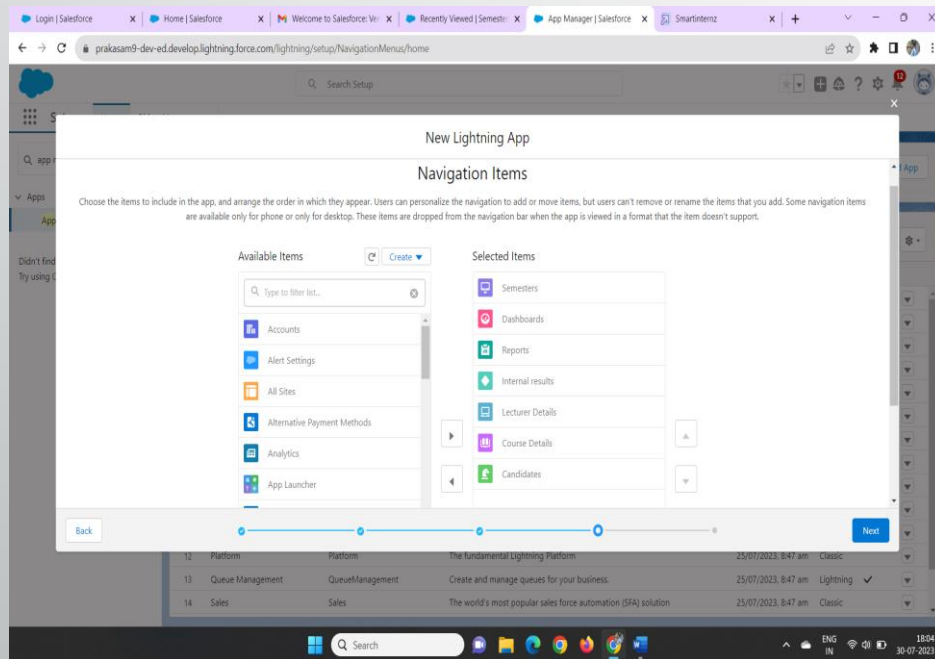 Login | Salesforce
Home | Salesforce
Welcome to Salesforce: Ve
Recently Viewed | Semeste
App Manager | Salesforce
Smartinternz
prakasam9-dev-ed.develop.lightning.force.com/lightning/setup/NavigationMenus/home
Search Setup
12
New Lightning App
Navigation Items
Choose the items to include in the app, and arrange the order in which they appear. Users can personalize the navigation to add or move items, but users can't remove or rename the items that you add. Some navigation items
are available only for phone or only for desktop. These items are dropped from the navigation bar when the app is viewed in a format that the item doesn't support.
Apps
App
Didn't find
Try using
Available Items
Create
Selected Items
Type to filter list...
Accounts
Alert Settings
All Sites
Alternative Payment Methods
Analytics
App Launcher
Semesters
Dashboards
Reports
Internal results
Lecturer Details
Course Details
Candidates
Back
Next
12 Platform Platform The fundamental Lightning Platform 25/07/2023, 8:47 am Classic
13 Queue Management QueueManagement Create and manage queues for your business. 25/07/2023, 8:47 am Lightning
14 Sales Sales The world's most popular sales force automation (SFA) solution 25/07/2023, 8:47 am Classic
Search
ENG
IN
18:04
30-07-2023